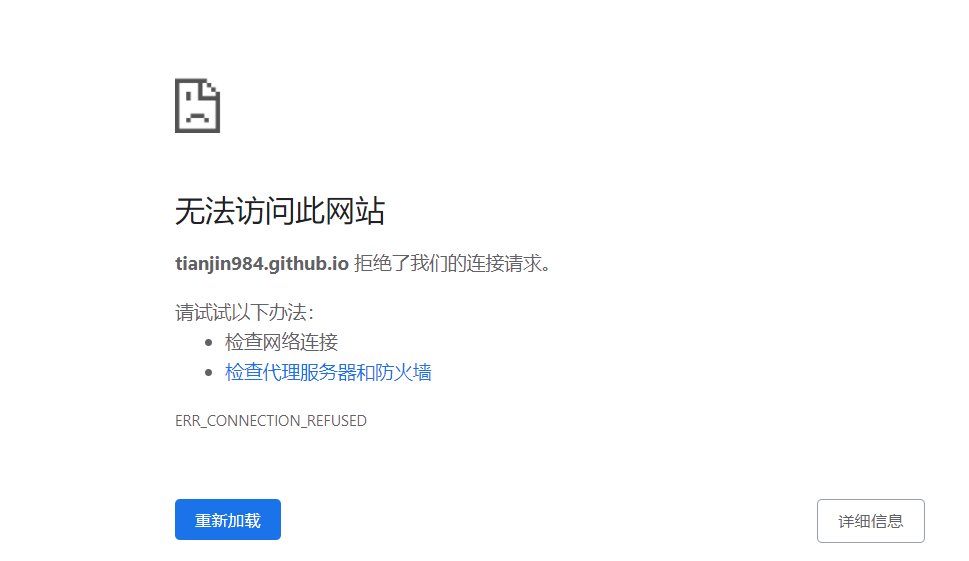 无法访问此网站
tianjin984.github.io 拒绝了我们的连接请求。
请试试以下办法：
检查网络连接
检查代理服务器和防火墙
ERR_CONNECTION_REFUSED
重新加载
详细信息